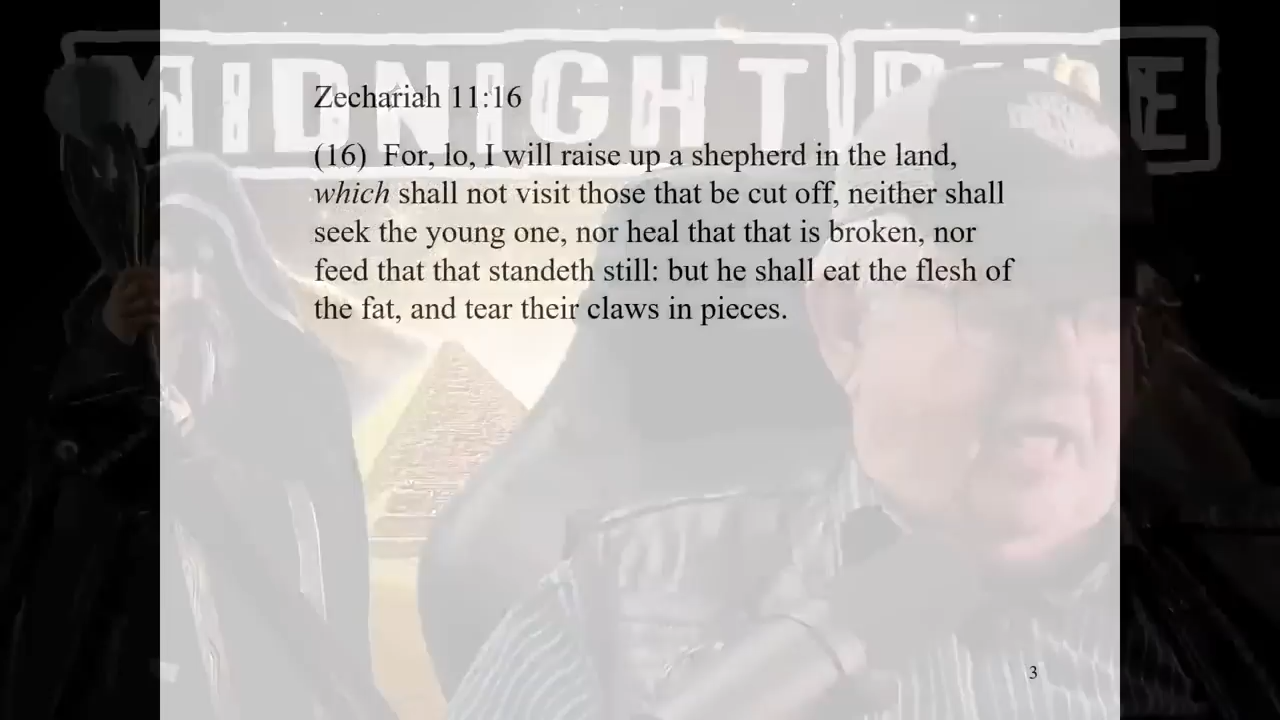 MIDNIGHT RIDE
Zechariah 11:16
(16) For, lo, I will raise up a shepherd in the land,
which shall not visit those that be cut off, neither shall
seek the young one, nor heal that that is broken, nor
feed that that standeth still: but he shall eat the flesh of
the fat, and tear their claws in pieces.
3